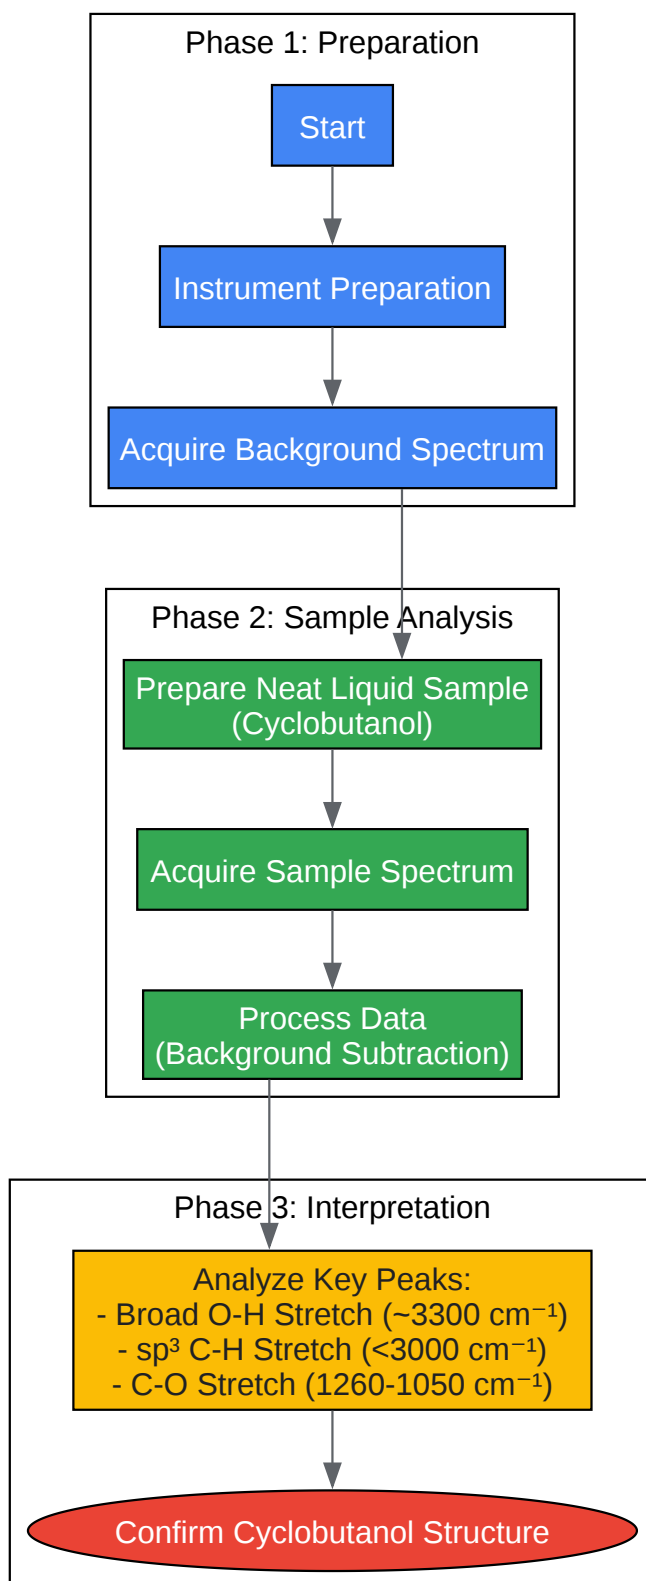 Phase 1: Preparation
Start
Instrument Preparation
Acquire Background Spectrum
Phase 2: Sample Analysis
Prepare Neat Liquid Sample
(Cyclobutanol)
Acquire Sample Spectrum
Process Data
(Background Subtraction)
Phase 3: Interpretation
Analyze Key Peaks:
- Broad O-H Stretch (~3300 cm⁻¹)
- sp³ C-H Stretch (<3000 cm⁻¹)
- C-O Stretch (1260-1050 cm⁻¹)
Confirm Cyclobutanol Structure